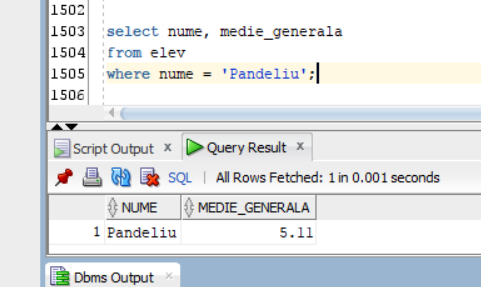 1502
1503 select nume, medie_generala
1504 from elev
1505 where nume = 'Pandeliu';
1506
Script Output x Query Result x
SQL | All Rows Fetched: 1 in 0.001 seconds
NUME MEDIE_GENERALA
1 Pandeliu 5.11
Dbms Output x